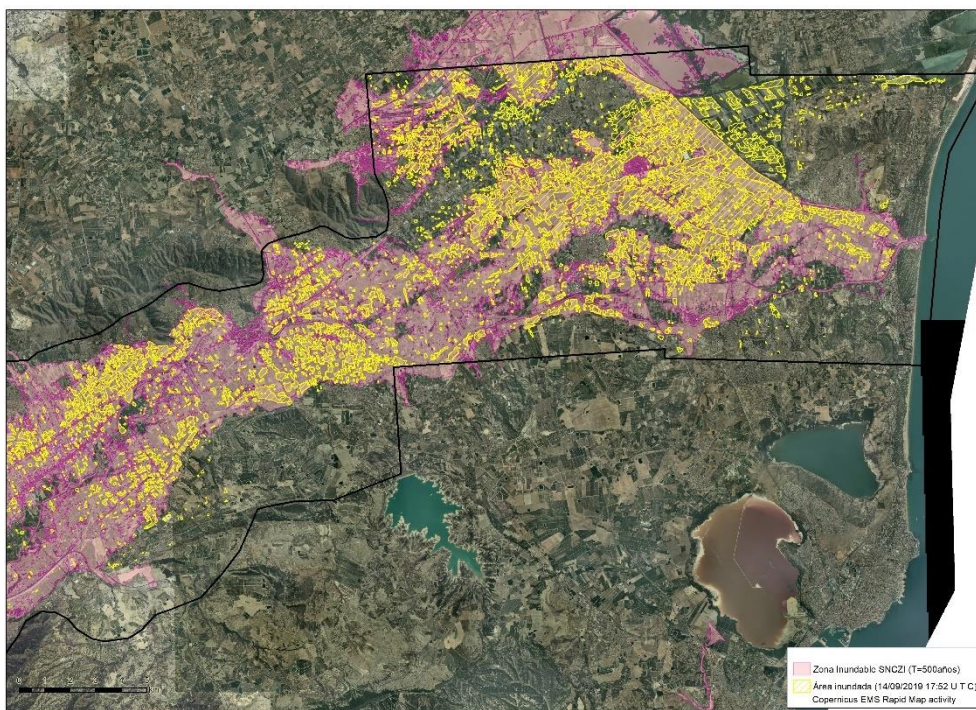 Zona Inundable SNCZI (T=500años)
Área inundada (14/09/2019 17:52 U T C)
Copernicus EMS Rapid Map activity